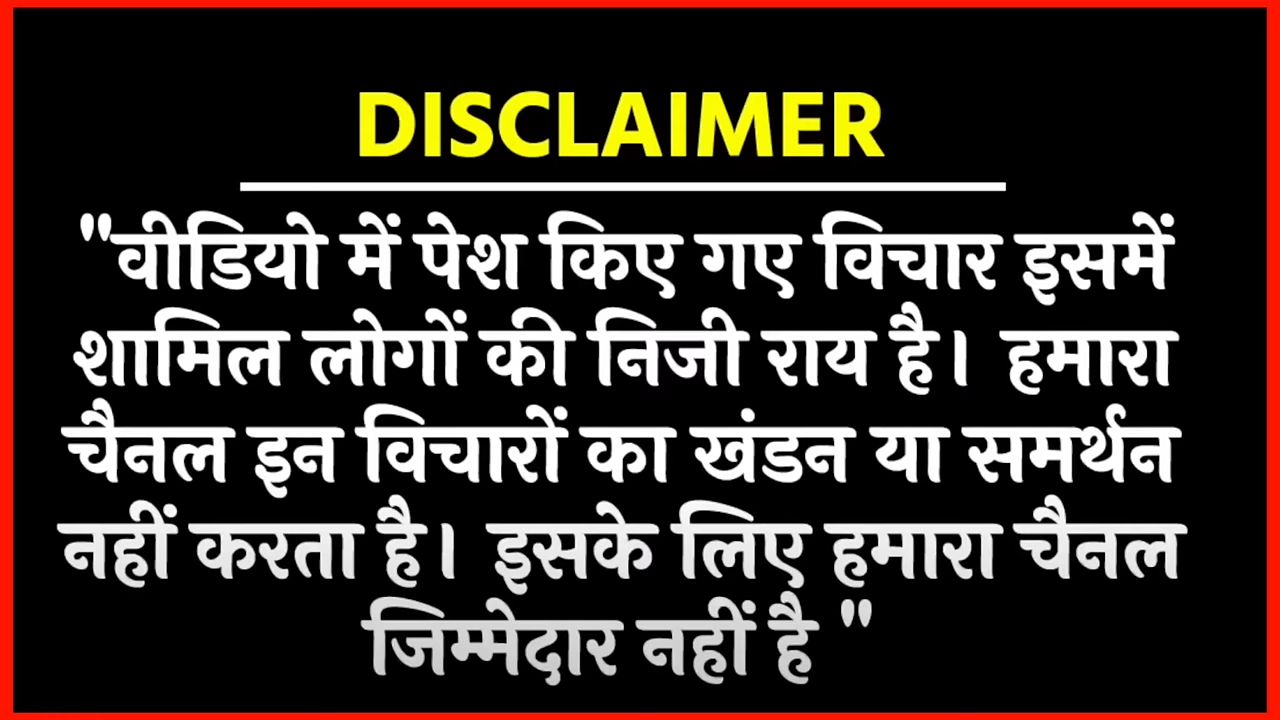 DISCLAIMER
"वीडियो में पेश किए गए विचार इसमें
शामिल लोगों की निजी राय है। हमारा
चैनल इन विचारों का खंडन या समर्थन
नहीं करता है। इसके लिए हमारा चैनल
जिम्मेदार नहीं है "